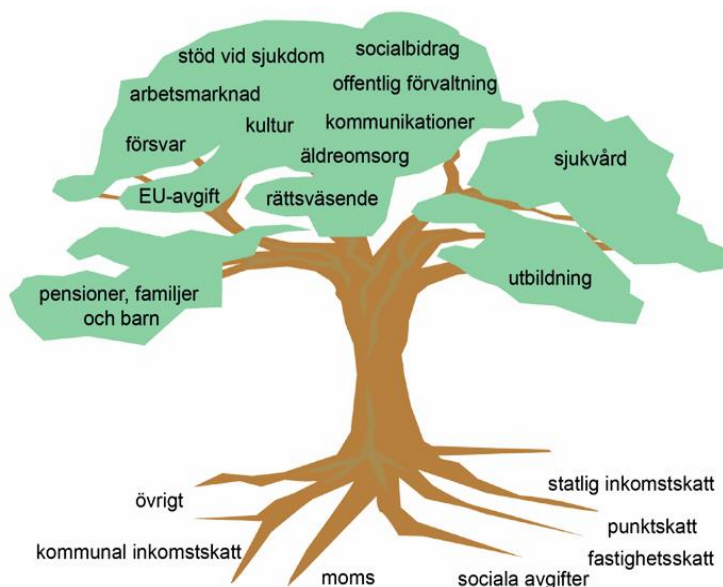 socialbidrag
stöd vid sjukdom
offentlig förvaltning
arbetsmarknad
kultur
kommunikationer
försvar
äldreomsorg
sjukvård
EU-avgift
rättsväsende
utbildning
pensioner, familjer
och barn
statlig inkomstskatt
övrigt
punktskatt
kommunal inkomstskatt
fastighetsskatt
moms
sociala avgifter